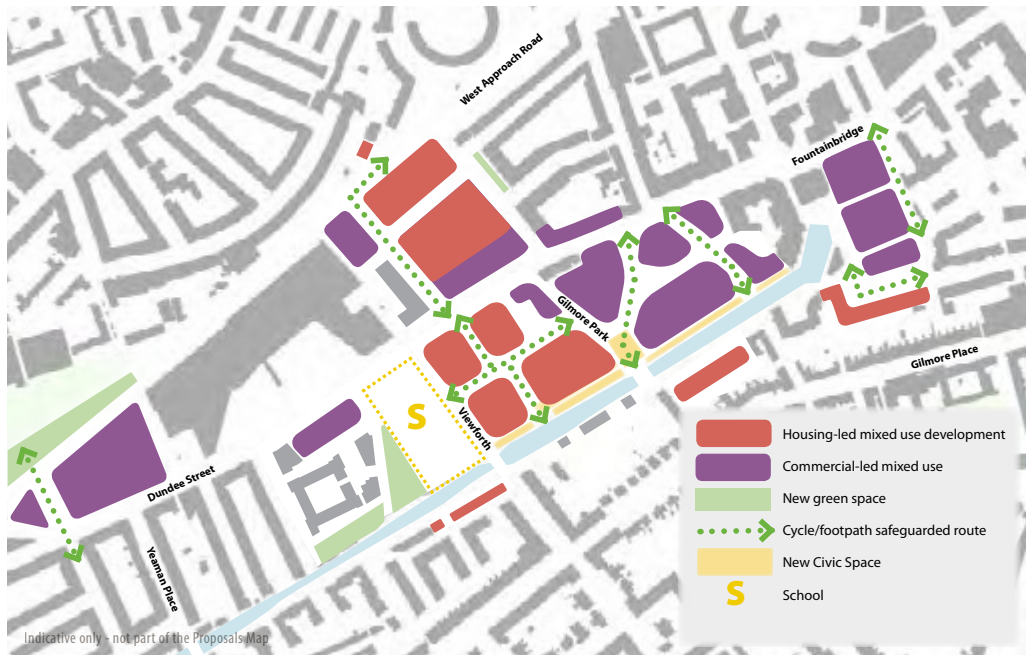 West Approach Road
Fountainbridge
Gilmore Park
Gilmore Place
S
Viewforth
Dundee Street
Yeaman Place
Housing-led mixed use development
Commercial-led mixed use
New green space
Cycle/footpath safeguarded route
New Civic Space
S School
Indicative only - not part of the Proposals Map